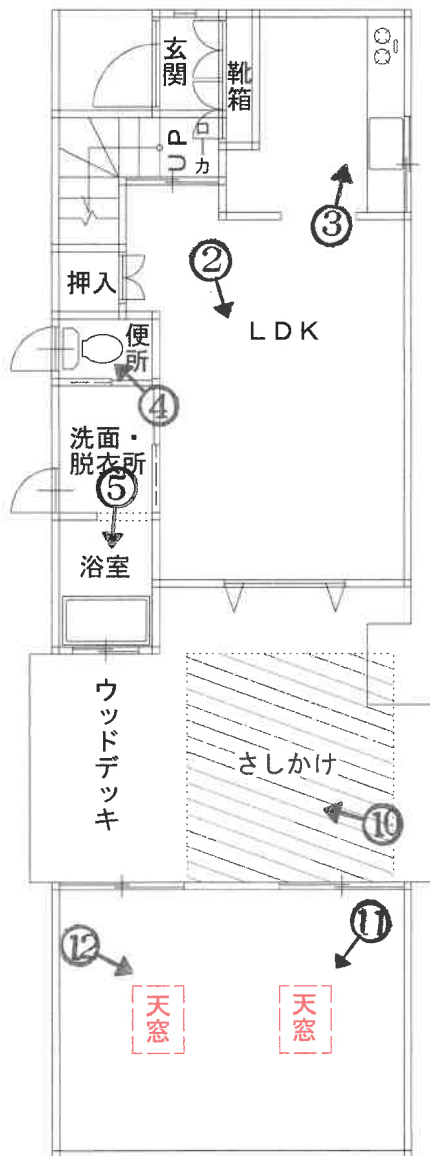 玄関
靴箱
UP
ローカ
③
②
押入
LDK
便所
④
洗面・
脱衣所
⑤
浴室
ウッドデッキ
さしかけ
⑩
⑪
⑫
天窓
天窓